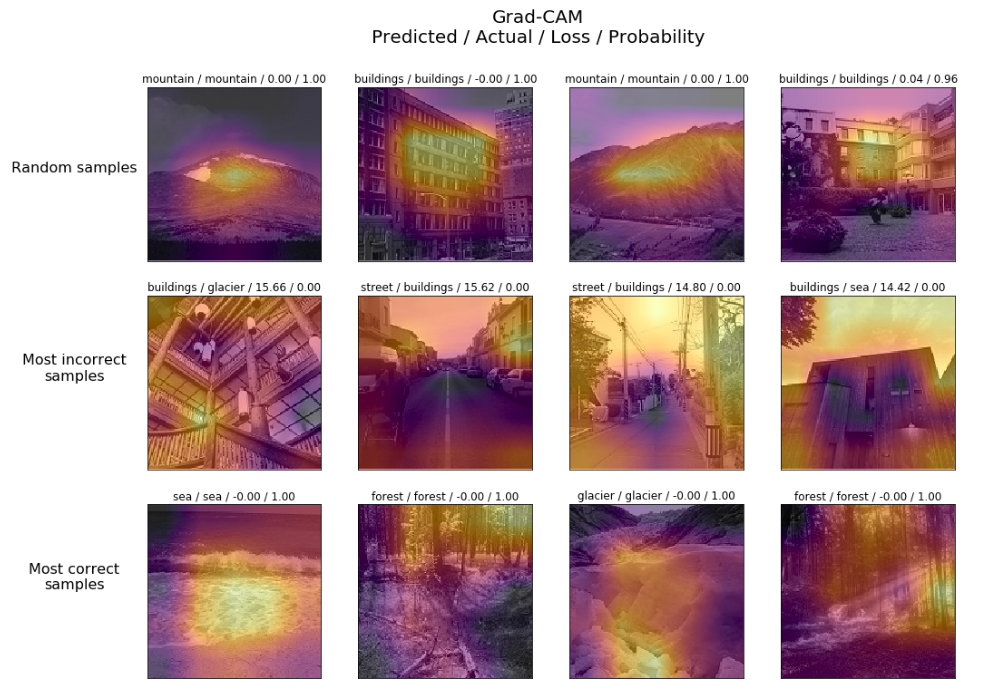 Grad-CAM
Predicted / Actual / Loss / Probability
mountain / mountain / 0.00 / 1.00
buildings / buildings / -0.00 / 1.00
mountain / mountain / 0.00 / 1.00
buildings / buildings / 0.04 / 0.96
Random samples
buildings / glacier / 15.66 / 0.00
street / buildings / 15.62 / 0.00
street / buildings / 14.80 / 0.00
buildings / sea / 14.42 / 0.00
Most incorrect
samples
sea / sea / -0.00 / 1.00
forest / forest / -0.00 / 1.00
glacier / glacier / -0.00 / 1.00
forest / forest / -0.00 / 1.00
Most correct
samples